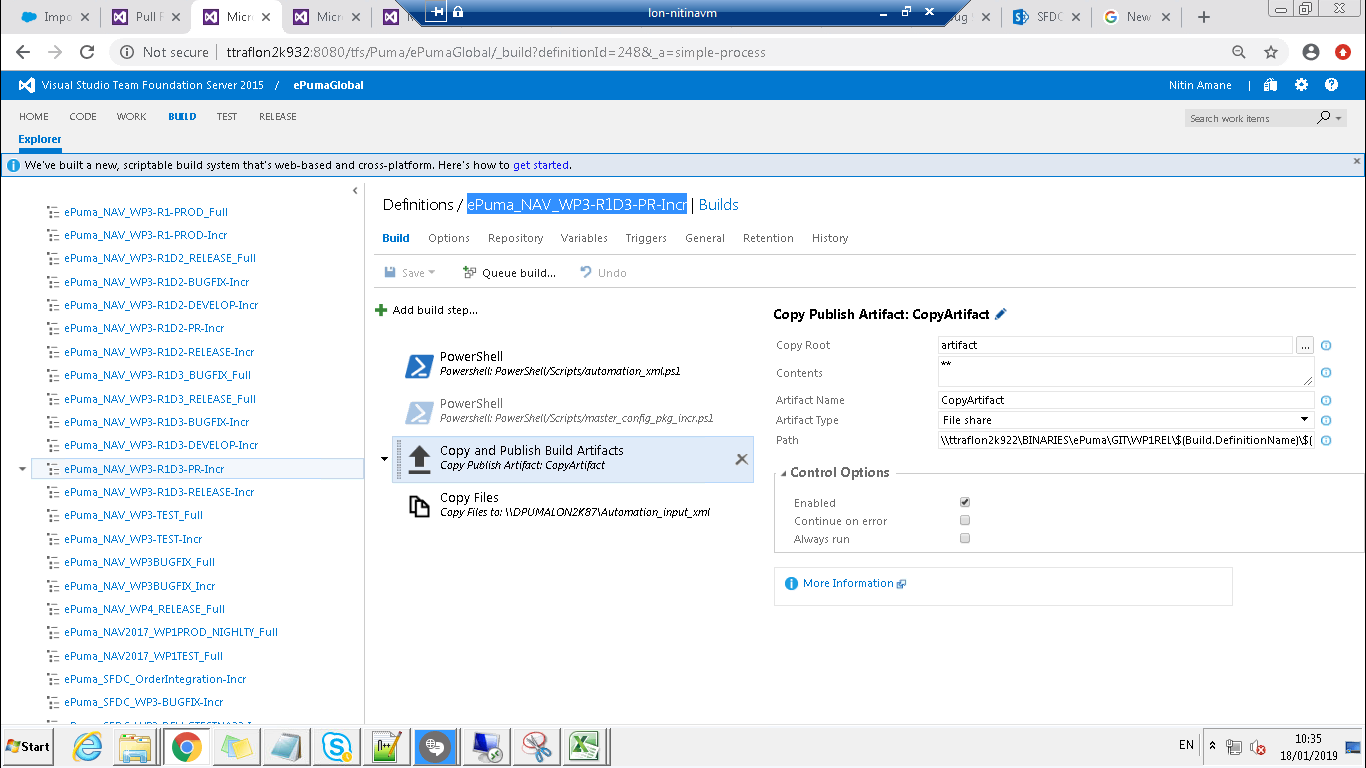 Impo
Pull F
Micro
Micro
lon-nitinavm
SFDC
New
Not secure
ttraflon2k932:8080/tfs/Puma/ePumaGlobal/_build?definitionId=248&_a=simple-process
Visual Studio Team Foundation Server 2015 / ePumaGlobal
Nitin Amane
HOME CODE WORK BUILD TEST RELEASE
Search work items
Explorer
We've built a new, scriptable build system that's web-based and cross-platform. Here's how to get started.
ePuma_NAV_WP3-R1-PROD_Full
ePuma_NAV_WP3-R1-PROD-Incr
ePuma_NAV_WP3-R1D2_RELEASE_Full
ePuma_NAV_WP3-R1D2-BUGFIX-Incr
ePuma_NAV_WP3-R1D2-DEVELOP-Incr
ePuma_NAV_WP3-R1D2-PR-Incr
ePuma_NAV_WP3-R1D2-RELEASE-Incr
ePuma_NAV_WP3-R1D3_BUGFIX_Full
ePuma_NAV_WP3-R1D3_RELEASE_Full
ePuma_NAV_WP3-R1D3-BUGFIX-Incr
ePuma_NAV_WP3-R1D3-DEVELOP-Incr
ePuma_NAV_WP3-R1D3-PR-Incr
ePuma_NAV_WP3-R1D3-RELEASE-Incr
ePuma_NAV_WP3-TEST_Full
ePuma_NAV_WP3-TEST-Incr
ePuma_NAV_WP3BUGFIX_Full
ePuma_NAV_WP3BUGFIX_Incr
ePuma_NAV_WP4_RELEASE_Full
ePuma_NAV2017_WP1PROD_NIGHLTY_Full
ePuma_NAV2017_WP1TEST_Full
ePuma_SFDC_OrderIntegration-Incr
ePuma_SFDC_WP3-BUGFIX-Incr
Definitions / ePuma_NAV_WP3-R1D3-PR-Incr | Builds
Build Options Repository Variables Triggers General Retention History
Save Queue build... Undo
Add build step...
PowerShell
Powershell: PowerShell/Scripts/automation_xml.ps1
PowerShell
Powershell: PowerShell/Scripts/master_config_pkg_incr.ps1
Copy and Publish Build Artifacts
Copy Publish Artifact: CopyArtifact
Copy Files
Copy Files to: \\DPUMALON2K87\Automation_input_xml
Copy Publish Artifact: CopyArtifact
Copy Root artifact ...
Contents **
Artifact Name CopyArtifact
Artifact Type File share
Path \\ttraflon2k922\BINARIES\ePuma\GIT\WP1REL\$(Build.DefinitionName)\$(
Control Options
Enabled
Continue on error
Always run
More Information
Start
EN
10:35
18/01/2019